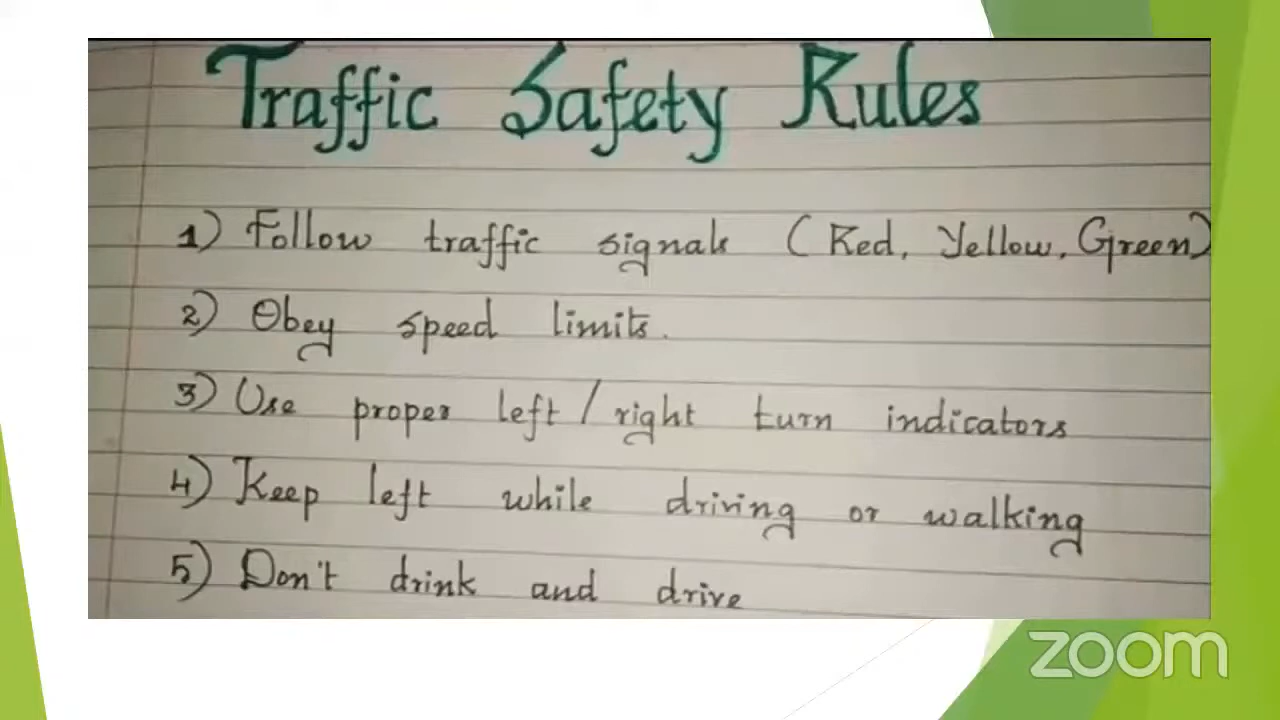 Traffic Safety Rules
1) Follow traffic signals (Red, Yellow, Green)
2) Obey speed limits.
3) Use proper left/right turn indicators
4) Keep left while driving or walking
5) Don't drink and drive
zoom